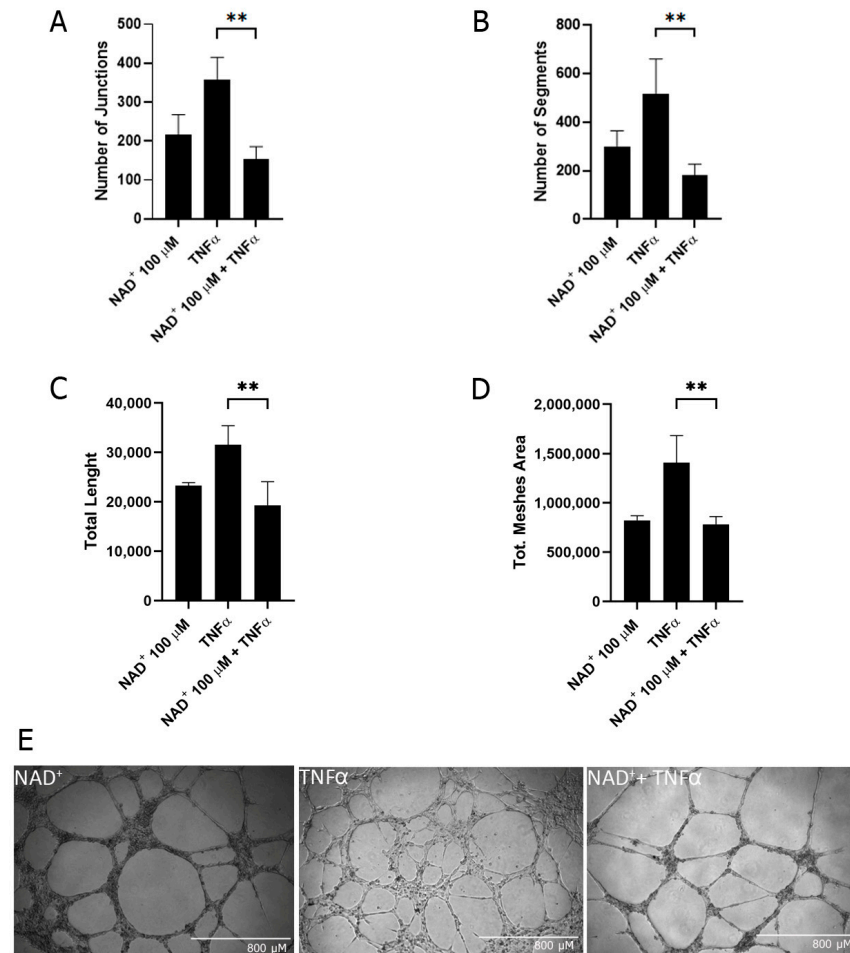 A
**
500
400
300
200
100
0
Number of Junctions
NAD⁺ 100 µM
TNFα
NAD⁺ 100 µM + TNFα
B
**
800
600
400
200
0
Number of Segments
NAD⁺ 100 µM
TNFα
NAD⁺ 100 µM + TNFα
C
**
40,000
30,000
20,000
10,000
0
Total Lenght
NAD⁺ 100 µM
TNFα
NAD⁺ 100 µM + TNFα
D
**
2,000,000
1,500,000
1,000,000
500,000
0
Tot. Meshes Area
NAD⁺ 100 µM
TNFα
NAD⁺ 100 µM + TNFα
E
NAD⁺
TNFα
NAD⁺+ TNFα
800 µM
800 µM
800 µM